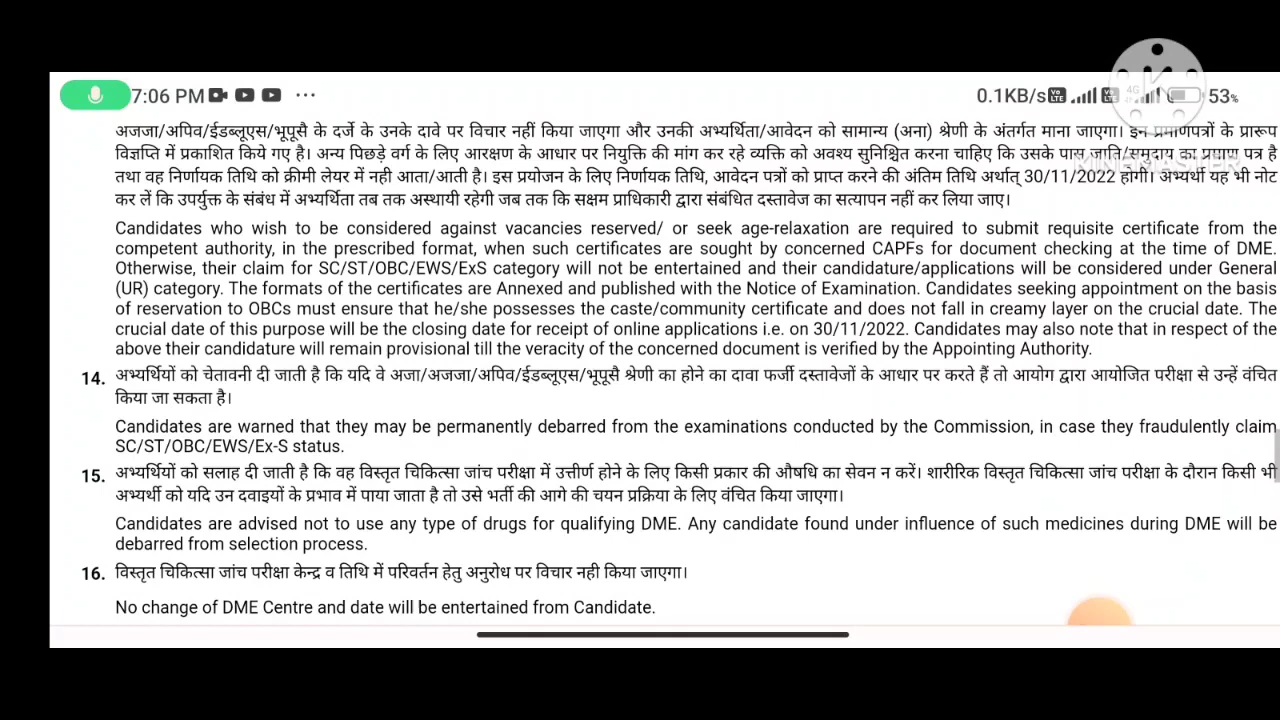 7:06 PM ... 0.1KB/s Vo LTE 4G 53%
KINEMASTER
अजजा/अपिव/ईडब्लूएस/भूपूसै के दर्जे के उनके दावे पर विचार नहीं किया जाएगा और उनकी अभ्यर्थिता/आवेदन को सामान्य (अना) श्रेणी के अंतर्गत माना जाएगा। इन प्रमाणपत्रों के प्रारूप
विज्ञप्ति में प्रकाशित किये गए है। अन्य पिछड़े वर्ग के लिए आरक्षण के आधार पर नियुक्ति की मांग कर रहे व्यक्ति को अवश्य सुनिश्चित करना चाहिए कि उसके पास जाति/समुदाय का प्रमाण पत्र है
तथा वह निर्णायक तिथि को क्रीमी लेयर में नही आता/आती है। इस प्रयोजन के लिए निर्णायक तिथि, आवेदन पत्रों को प्राप्त करने की अंतिम तिथि अर्थात् 30/11/2022 होगी। अभ्यर्थी यह भी नोट
कर लें कि उपर्युक्त के संबंध में अभ्यर्थिता तब तक अस्थायी रहेगी जब तक कि सक्षम प्राधिकारी द्वारा संबंधित दस्तावेज का सत्यापन नहीं कर लिया जाए।
Candidates who wish to be considered against vacancies reserved/ or seek age-relaxation are required to submit requisite certificate from the
competent authority, in the prescribed format, when such certificates are sought by concerned CAPFs for document checking at the time of DME.
Otherwise, their claim for SC/ST/OBC/EWS/ExS category will not be entertained and their candidature/applications will be considered under General
(UR) category. The formats of the certificates are Annexed and published with the Notice of Examination. Candidates seeking appointment on the basis
of reservation to OBCs must ensure that he/she possesses the caste/community certificate and does not fall in creamy layer on the crucial date. The
crucial date of this purpose will be the closing date for receipt of online applications i.e. on 30/11/2022. Candidates may also note that in respect of the
above their candidature will remain provisional till the veracity of the concerned document is verified by the Appointing Authority.
14. अभ्यर्थियों को चेतावनी दी जाती है कि यदि वे अजा/अजजा/अपिव/ईडब्लूएस/भूपूसै श्रेणी का होने का दावा फर्जी दस्तावेजों के आधार पर करते हैं तो आयोग द्वारा आयोजित परीक्षा से उन्हें वंचित
किया जा सकता है।
Candidates are warned that they may be permanently debarred from the examinations conducted by the Commission, in case they fraudulently claim
SC/ST/OBC/EWS/Ex-S status.
15. अभ्यर्थियों को सलाह दी जाती है कि वह विस्तृत चिकित्सा जांच परीक्षा में उत्तीर्ण होने के लिए किसी प्रकार की औषधि का सेवन न करें। शारीरिक विस्तृत चिकित्सा जांच परीक्षा के दौरान किसी भी
अभ्यर्थी को यदि उन दवाइयों के प्रभाव में पाया जाता है तो उसे भर्ती की आगे की चयन प्रक्रिया के लिए वंचित किया जाएगा।
Candidates are advised not to use any type of drugs for qualifying DME. Any candidate found under influence of such medicines during DME will be
debarred from selection process.
16. विस्तृत चिकित्सा जांच परीक्षा केन्द्र व तिथि में परिवर्तन हेतु अनुरोध पर विचार नही किया जाएगा।
No change of DME Centre and date will be entertained from Candidate.